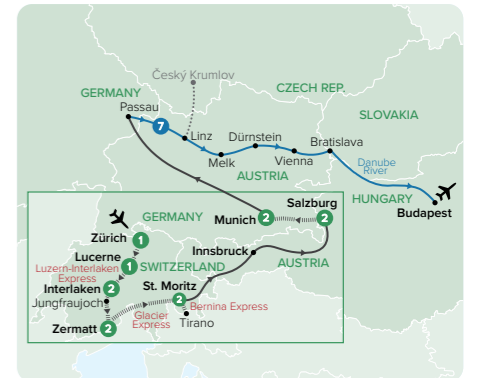 Český Krumlov
CZECH REP.
GERMANY
SLOVAKIA
Passau
7
Linz
Dürnstein
Bratislava
Melk
Vienna
Danube
River
AUSTRIA
HUNGARY
Budapest
Salzburg
GERMANY
Munich
2
2
Zürich
1
Lucerne
1
Innsbruck
Luzern-Interlaken
Express
SWITZERLAND
AUSTRIA
Interlaken
2
St. Moritz
2
Jungfraujoch
Bernina Express
Glacier
Express
Tirano
Zermatt
2